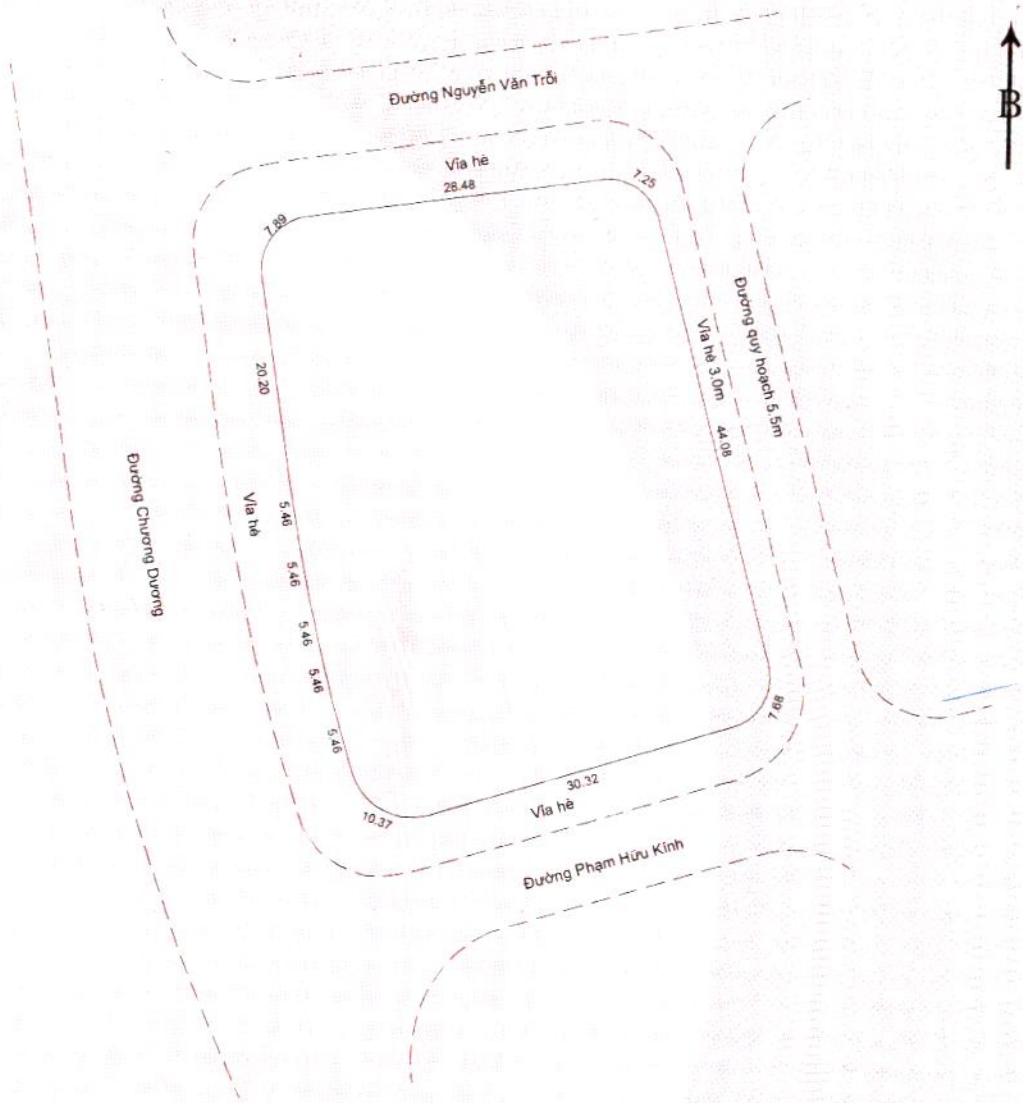 Đường Nguyễn Văn Trỗi
B
Vỉa hè
28.48
7.25
7.89
Đường quy hoạch 5.5m
Vỉa hè 3.0m
20.20
44.08
Đường Chương Dương
Vỉa hè
5.46
5.46
5.46
5.46
5.46
7.68
30.32
Vỉa hè
10.37
Đường Phạm Hữu Kính